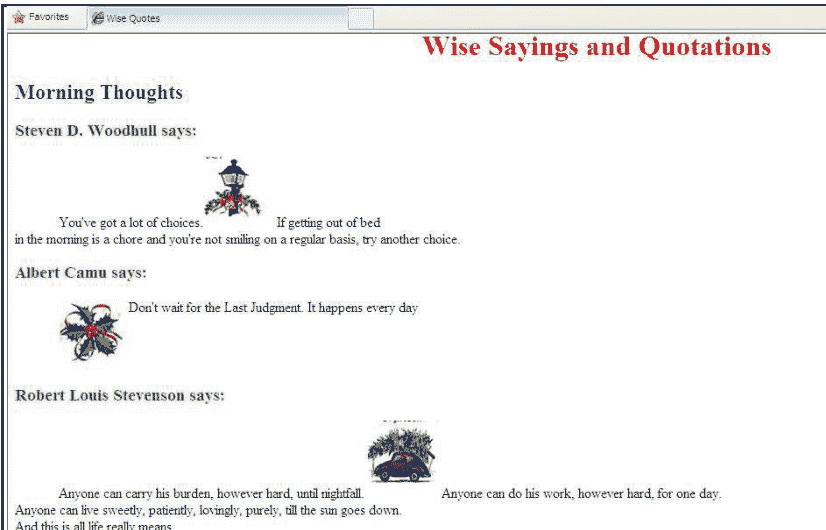 Favorites
Wise Quotes
Wise Sayings and Quotations
Morning Thoughts
Steven D. Woodhull says:
You've got a lot of choices. If getting out of bed
in the morning is a chore and you're not smiling on a regular basis, try another choice.
Albert Camu says:
Don't wait for the Last Judgment. It happens every day
Robert Louis Stevenson says:
Anyone can carry his burden, however hard, until nightfall. Anyone can do his work, however hard, for one day.
Anyone can live sweetly, patiently, lovingly, purely, till the sun goes down.
And this is all life really means